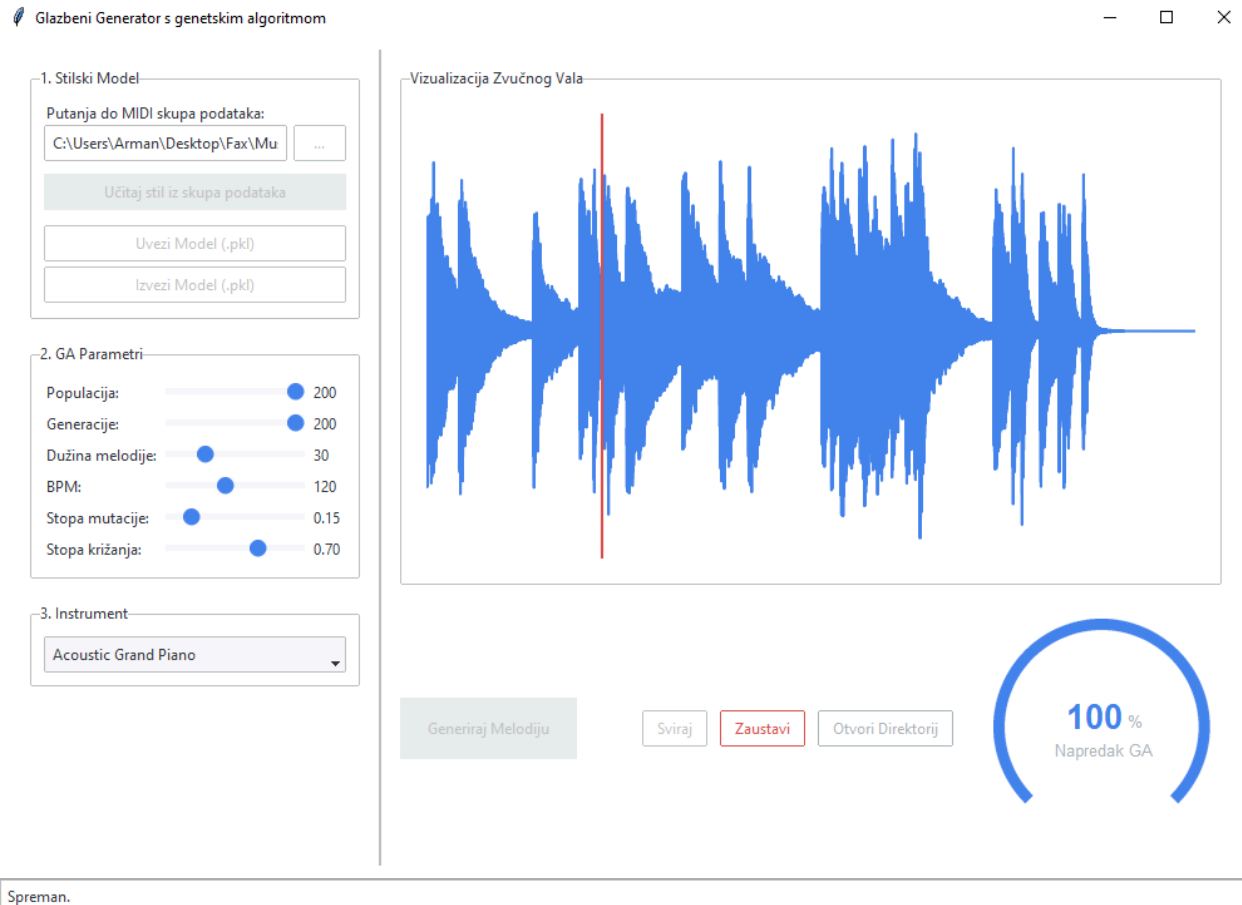 Glazbeni Generator s genetskim algoritmom
1. Stilski Model
Putanja do MIDI skupa podataka:
C:\Users\Arman\Desktop\Fax\Mu
...
Učitaj stil iz skupa podataka
Uvezi Model (.pkl)
Izvezi Model (.pkl)
2. GA Parametri
Populacija: 200
Generacije: 200
Dužina melodije: 30
BPM: 120
Stopa mutacije: 0.15
Stopa križanja: 0.70
3. Instrument
Acoustic Grand Piano
Vizualizacija Zvučnog Vala
Generiraj Melodiju
Sviraj
Zaustavi
Otvori Direktorij
100 %
Napredak GA
Spreman.